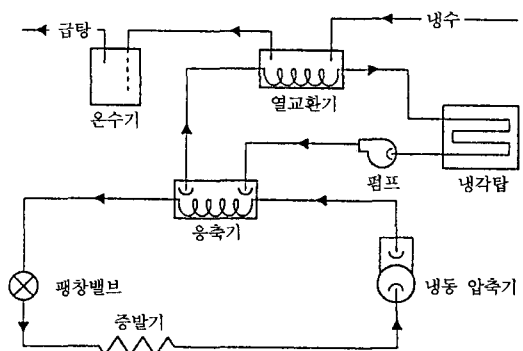 급탕
냉수
온수기
열교환기
펌프
냉각탑
응축기
팽창밸브
냉동 압축기
증발기